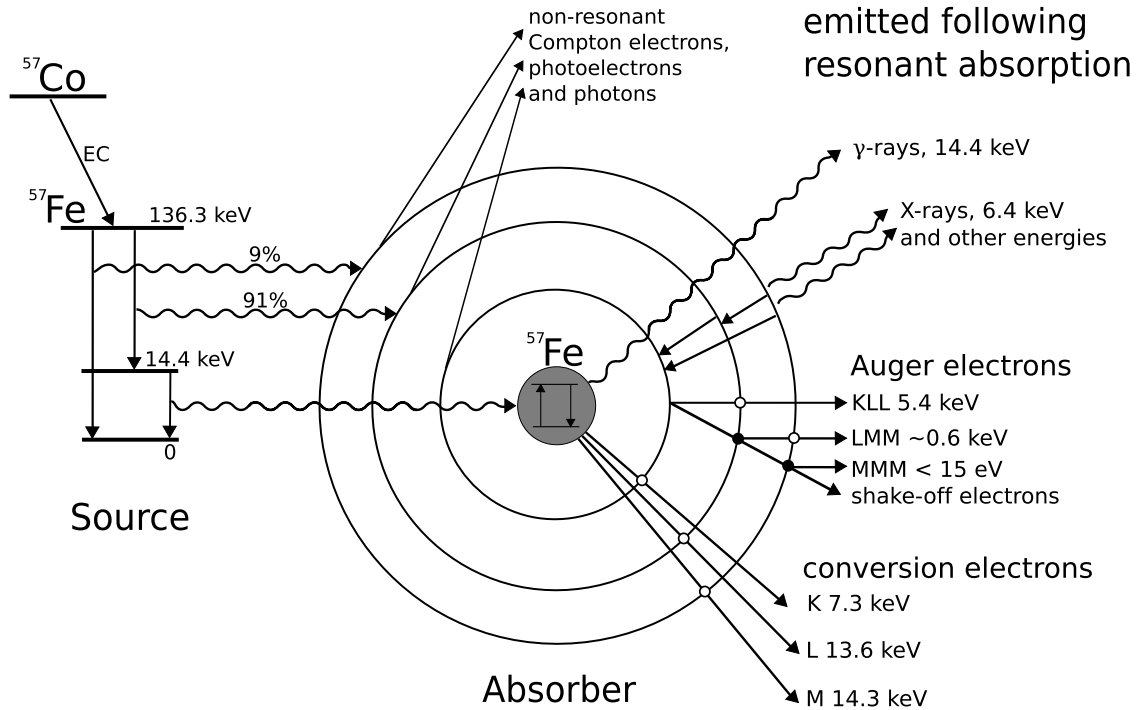 non-resonant
Compton electrons,
photoelectrons
and photons
emitted following
resonant absorption
57Co
EC
57Fe
136.3 keV
9%
91%
14.4 keV
0
Source
57Fe
Absorber
γ-rays, 14.4 keV
X-rays, 6.4 keV
and other energies
Auger electrons
KLL 5.4 keV
LMM ~0.6 keV
MMM < 15 eV
shake-off electrons
conversion electrons
K 7.3 keV
L 13.6 keV
M 14.3 keV